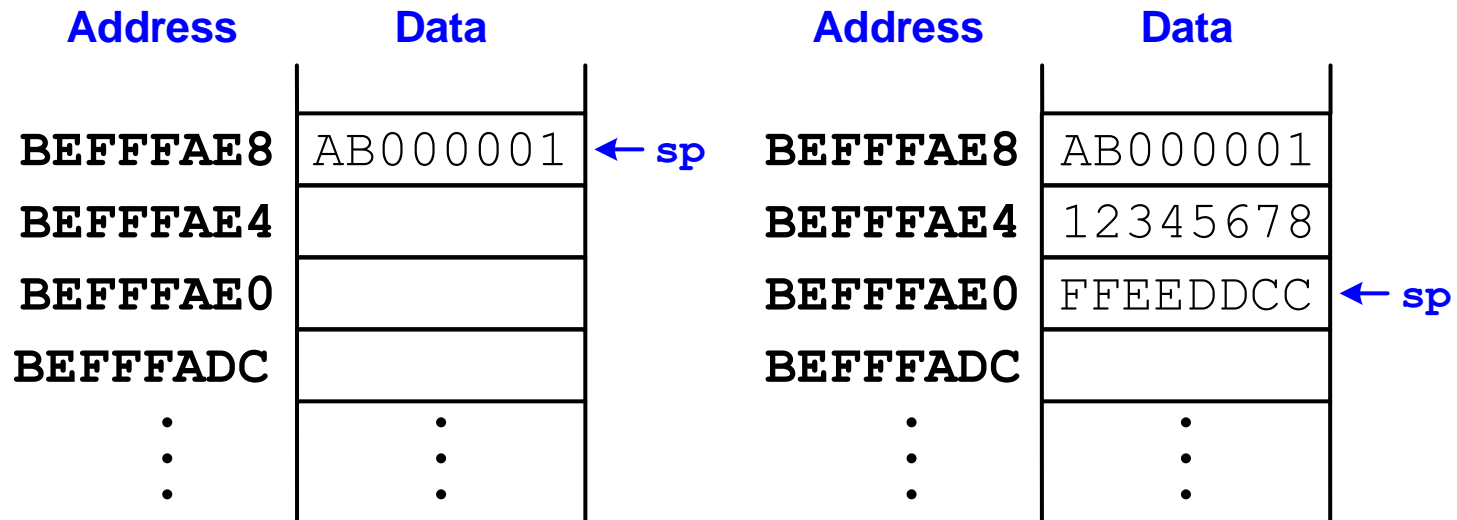 Address Data Address Data
BEFFFAE8 AB000001 sp BEFFFAE8 AB000001
BEFFFAE4 BEFFFAE4 12345678
BEFFFAE0 BEFFFAE0 FFEEDDCC sp
BEFFFADC BEFFFADC